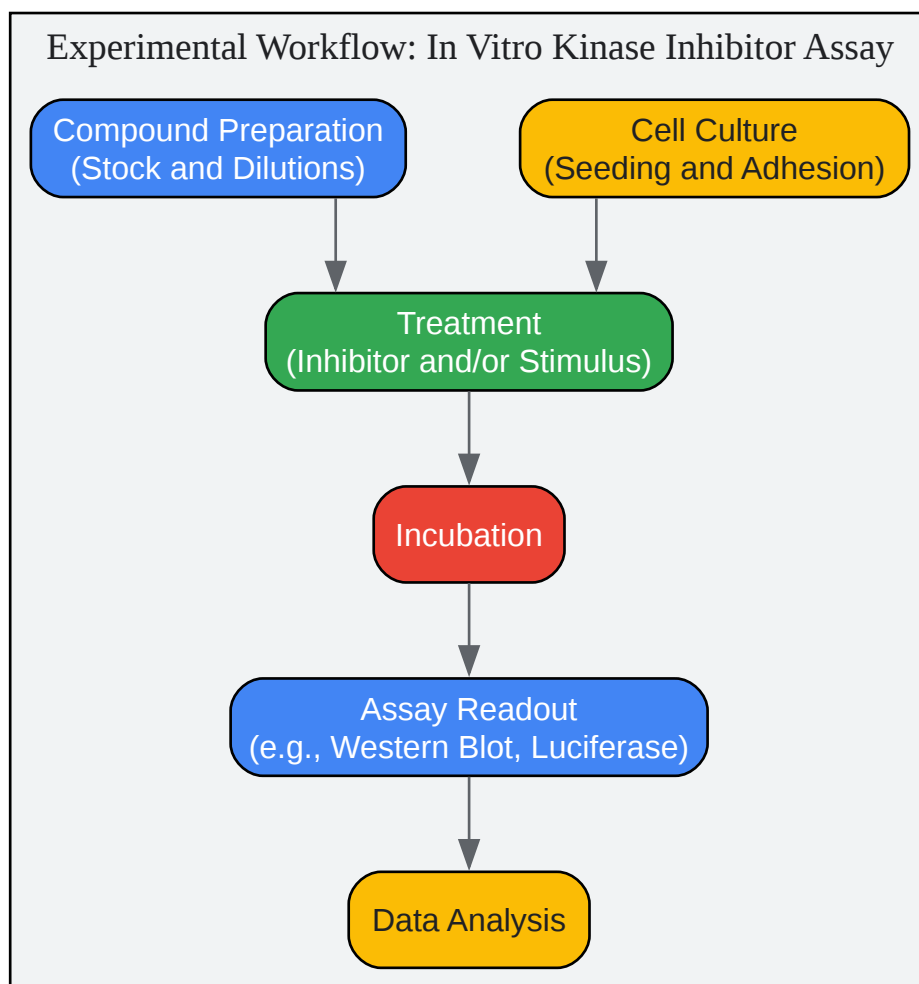 Experimental Workflow: In Vitro Kinase Inhibitor Assay
Compound Preparation
(Stock and Dilutions)
Cell Culture
(Seeding and Adhesion)
Treatment
(Inhibitor and/or Stimulus)
Incubation
Assay Readout
(e.g., Western Blot, Luciferase)
Data Analysis